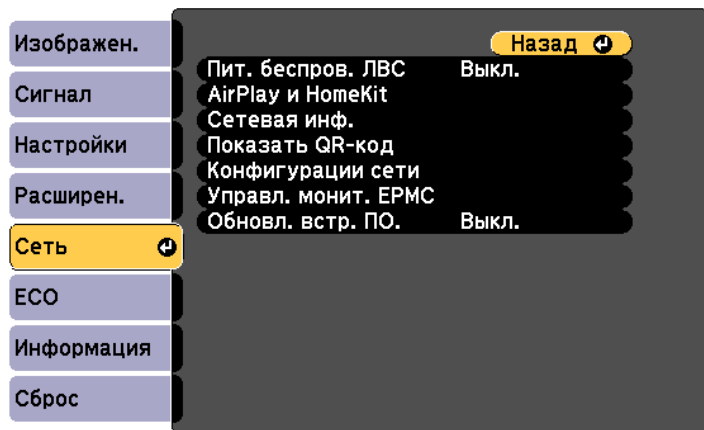 Изображен.
Сигнал
Настройки
Расширен.
Сеть
ECO
Информация
Сброс
Назад
Пит. беспров. ЛВС Выкл.
AirPlay и HomeKit
Сетевая инф.
Показать QR-код
Конфигурации сети
Управл. монит. EPMC
Обновл. встр. ПО. Выкл.